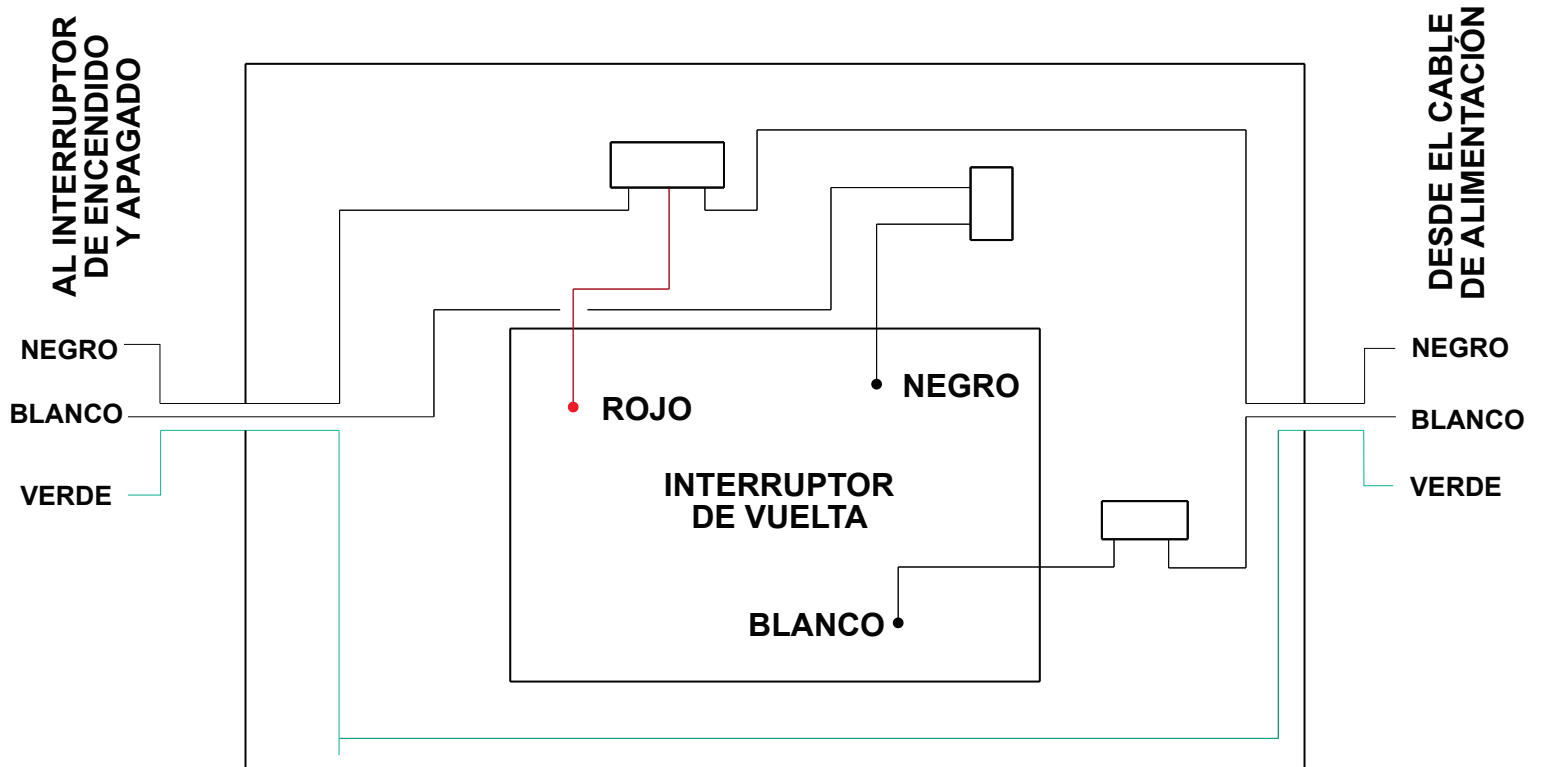 AL INTERRUPTOR
DE ENCENDIDO
Y APAGADO
DESDE EL CABLE
DE ALIMENTACIÓN
NEGRO
BLANCO
VERDE
ROJO
NEGRO
INTERRUPTOR
DE VUELTA
BLANCO
NEGRO
BLANCO
VERDE